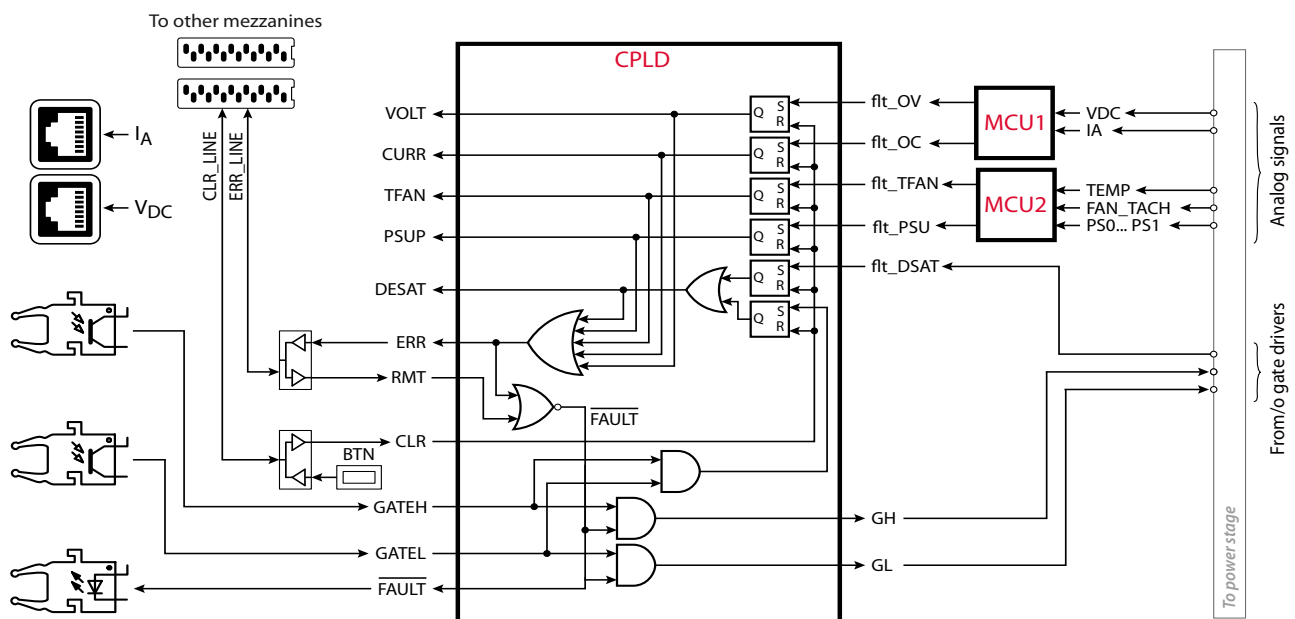 To other mezzanines
CPLD
I_A
V_DC
CLR_LINE
ERR_LINE
VOLT
CURR
TFAN
PSUP
DESAT
ERR
RMT
CLR
BTN
GATEH
GATEL
FAULT
FAULT
Q S R
Q S R
Q S R
Q S R
Q S R
Q S R
flt_OV
flt_OC
flt_TFAN
flt_PSU
flt_DSAT
GH
GL
MCU1
MCU2
VDC
IA
TEMP
FAN_TACH
PS0... PS1
Analog signals
From/o gate drivers
To power stage